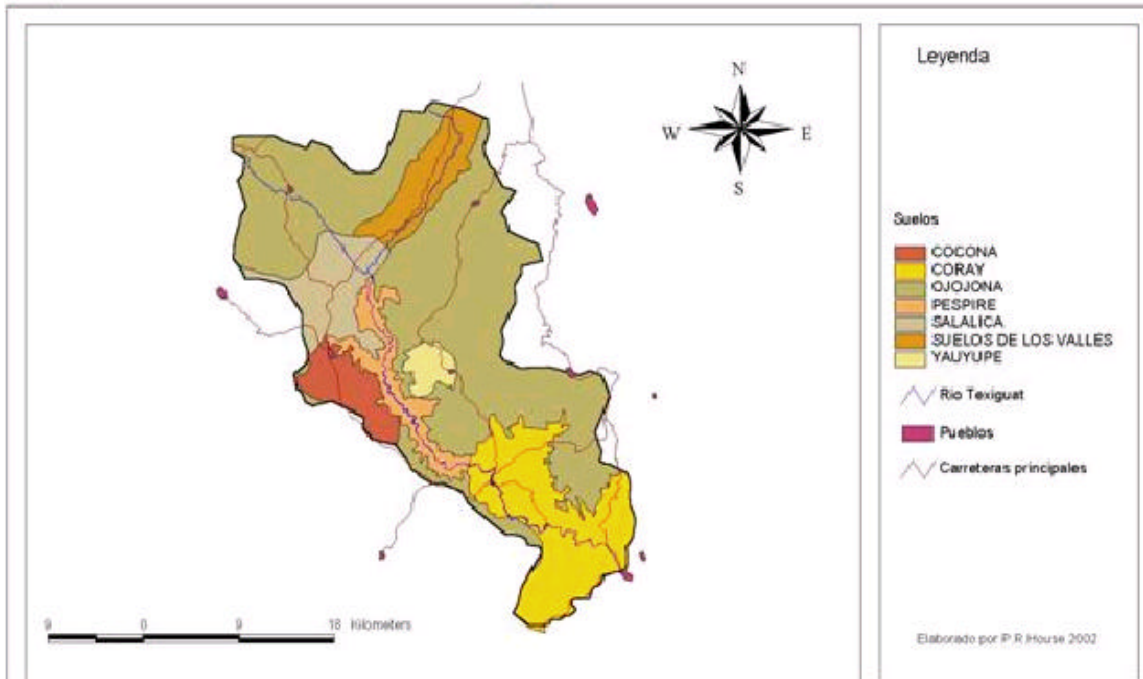 Leyenda
N
W
E
S
Suelos
COCONA
CORAY
OJOJONA
PESPIRE
SALALICA
SUELOS DE LOS VALLES
YAUYUPE
Rio Texiguat
Pueblos
Carreteras principales
9 0 9 18 Kilometers
Elaborado por P.R.House 2002